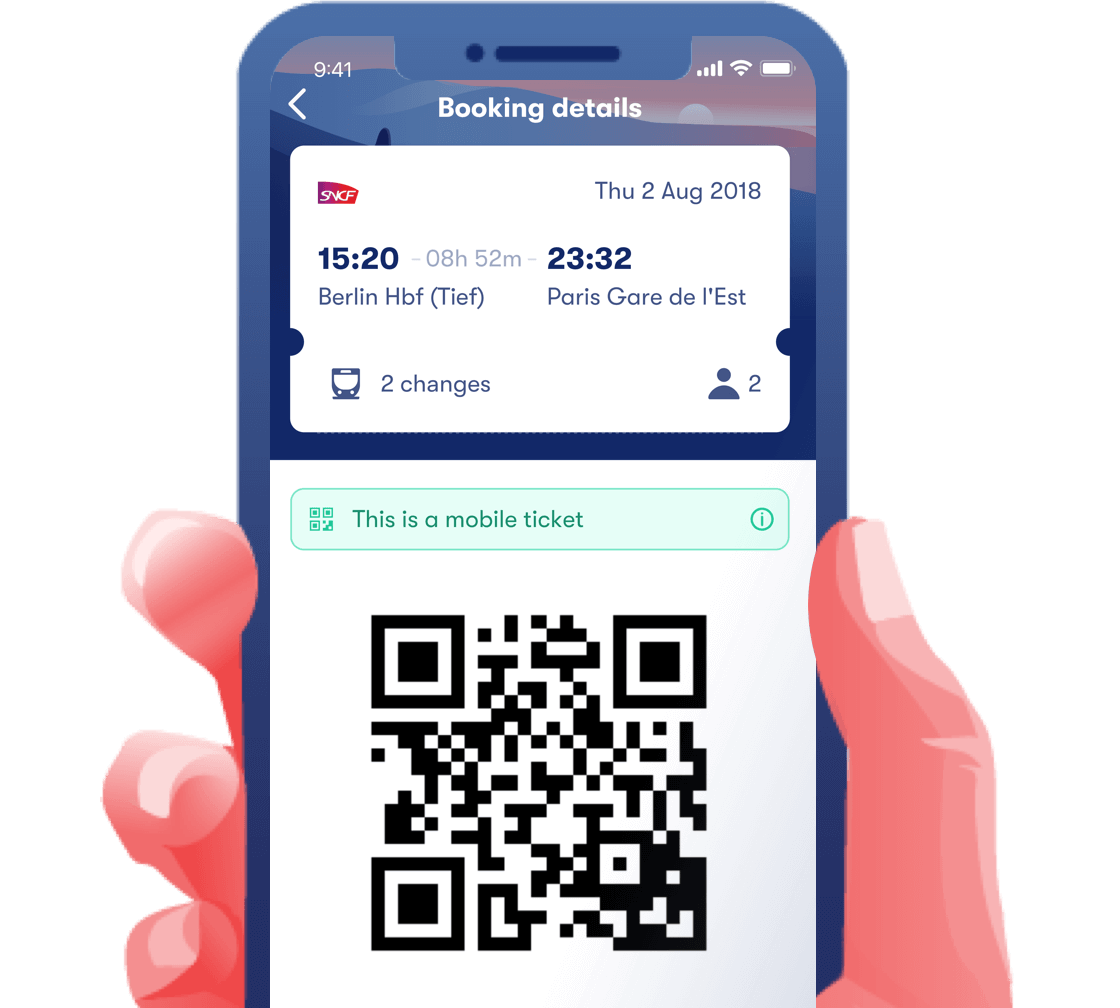 9:41
Booking details
SNCF
Thu 2 Aug 2018
15:20 - 08h 52m - 23:32
Berlin Hbf (Tief) Paris Gare de l'Est
2 changes 2
This is a mobile ticket